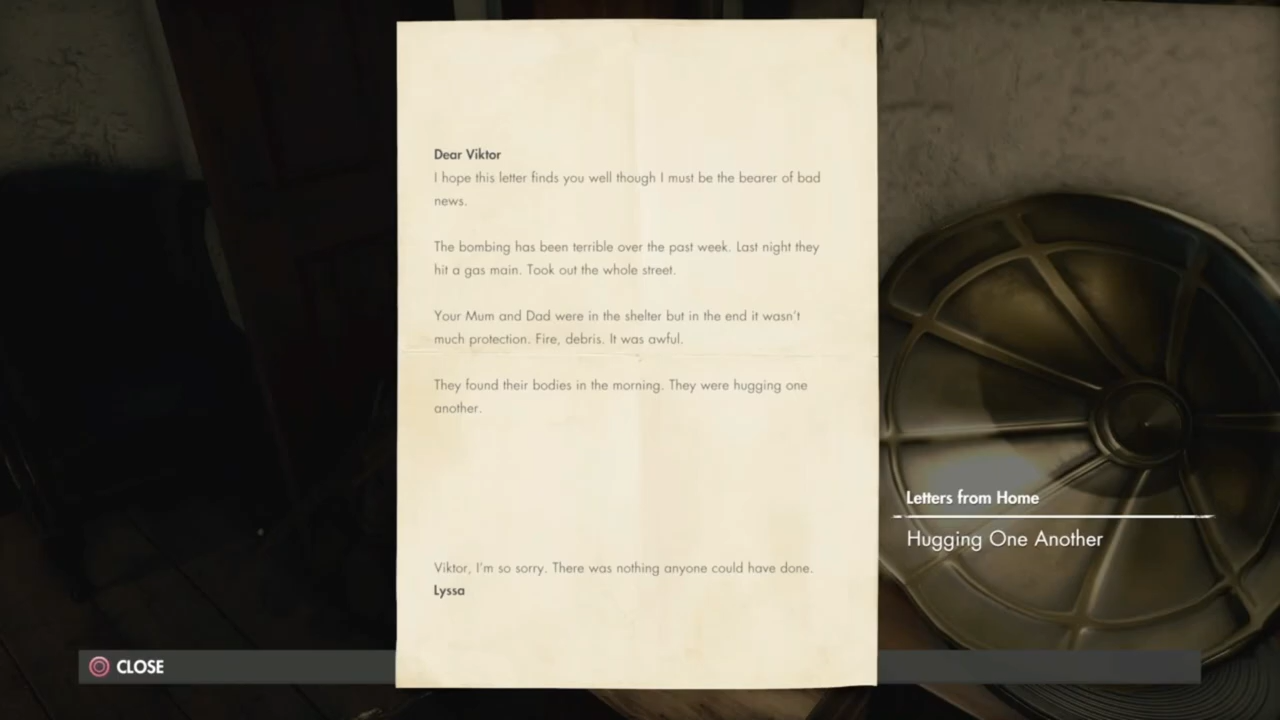 Dear Viktor
I hope this letter finds you well though I must be the bearer of bad
news.
The bombing has been terrible over the past week. Last night they
hit a gas main. Took out the whole street.
Your Mum and Dad were in the shelter but in the end it wasn't
much protection. Fire, debris. It was awful.
They found their bodies in the morning. They were hugging one
another.
Viktor, I'm so sorry. There was nothing anyone could have done.
Lyssa
Letters from Home
Hugging One Another
CLOSE